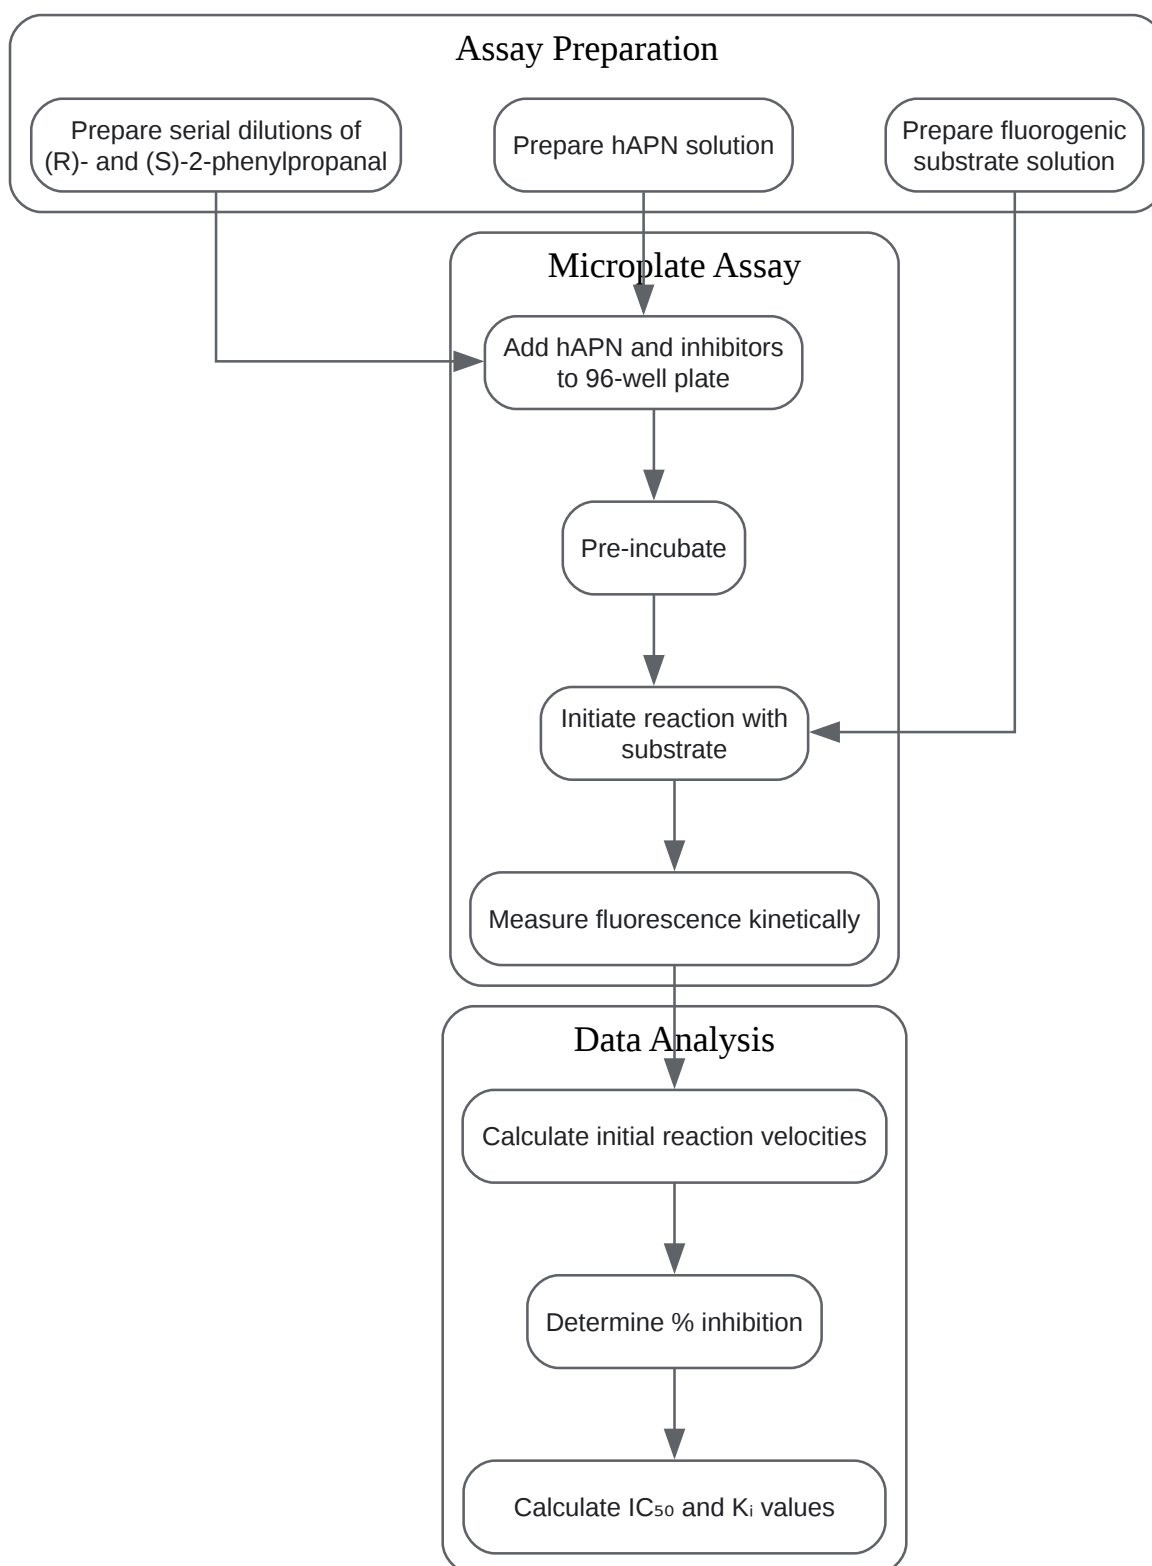 Assay Preparation
Prepare serial dilutions of
(R)- and (S)-2-phenylpropanal
Prepare hAPN solution
Prepare fluorogenic
substrate solution
Microplate Assay
Add hAPN and inhibitors
to 96-well plate
Pre-incubate
Initiate reaction with
substrate
Measure fluorescence kinetically
Data Analysis
Calculate initial reaction velocities
Determine % inhibition
Calculate IC₅₀ and Kᵢ values